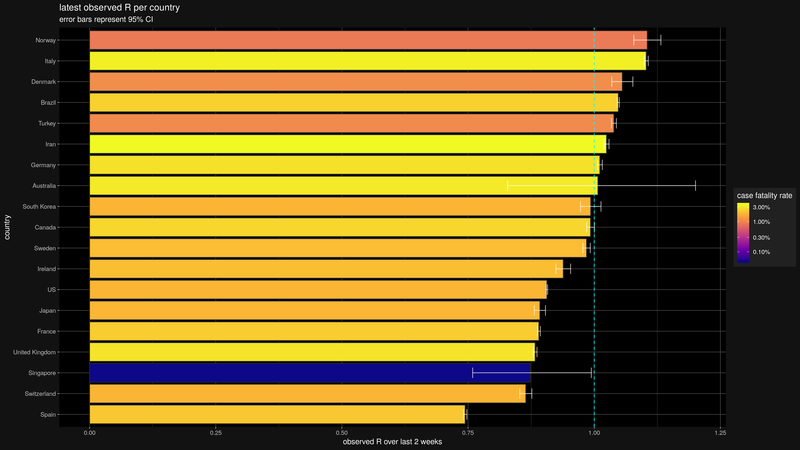 latest observed R per country
error bars represent 95% CI
country
Norway
Italy
Denmark
Brazil
Turkey
Iran
Germany
Australia
South Korea
Canada
Sweden
Ireland
US
Japan
France
United Kingdom
Singapore
Switzerland
Spain
0.00 0.25 0.50 0.75 1.00 1.25
observed R over last 2 weeks
case fatality rate
3.00%
1.00%
0.30%
0.10%